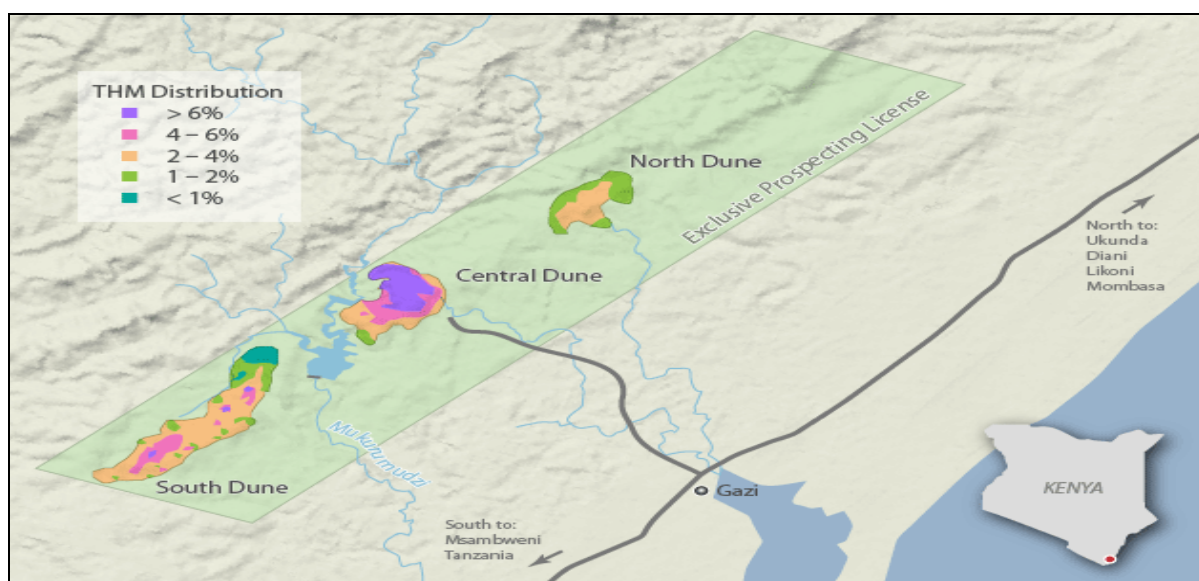 THM Distribution
> 6%
4 – 6%
2 – 4%
1 – 2%
< 1%
North Dune
Exclusive Prospecting License
Central Dune
North to:
Ukunda
Diani
Likoni
Mombasa
Mukurumudzi
South Dune
Gazi
South to:
Msambweni
Tanzania
KENYA